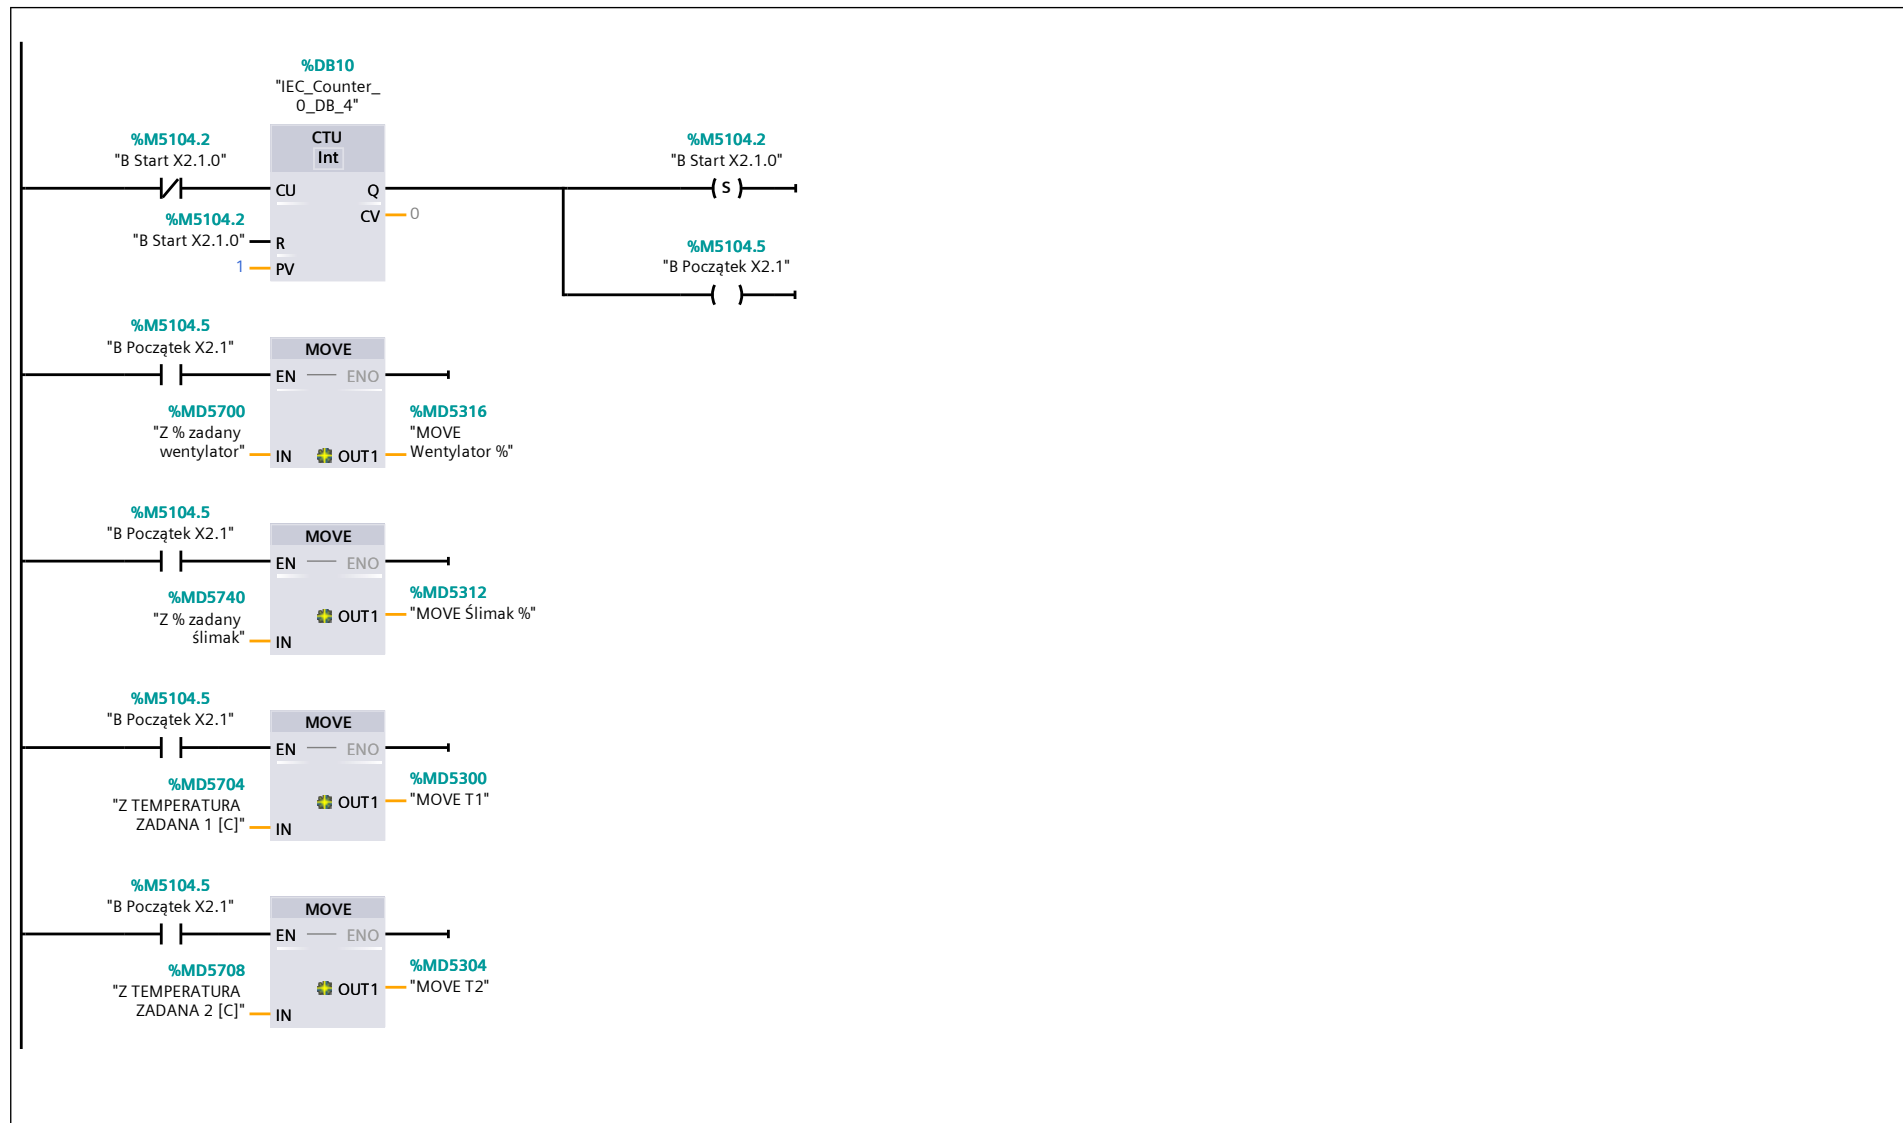 %DB10
"IEC_Counter_
0_DB_4"
%M5104.2
"B Start X2.1.0"
CTU
Int
%M5104.2
"B Start X2.1.0"
CU
Q
S
CV
0
%M5104.2
"B Start X2.1.0"
R
1
PV
%M5104.5
"B Początek X2.1"
%M5104.5
"B Początek X2.1"
MOVE
EN
ENO
%MD5700
"Z % zadany
wentylator"
IN
OUT1
%MD5316
"MOVE
Wentylator %"
%M5104.5
"B Początek X2.1"
MOVE
EN
ENO
%MD5740
"Z % zadany
ślimak"
IN
OUT1
%MD5312
"MOVE Ślimak %"
%M5104.5
"B Początek X2.1"
MOVE
EN
ENO
%MD5704
"Z TEMPERATURA
ZADANA 1 [C]"
IN
OUT1
%MD5300
"MOVE T1"
%M5104.5
"B Początek X2.1"
MOVE
EN
ENO
%MD5708
"Z TEMPERATURA
ZADANA 2 [C]"
IN
OUT1
%MD5304
"MOVE T2"